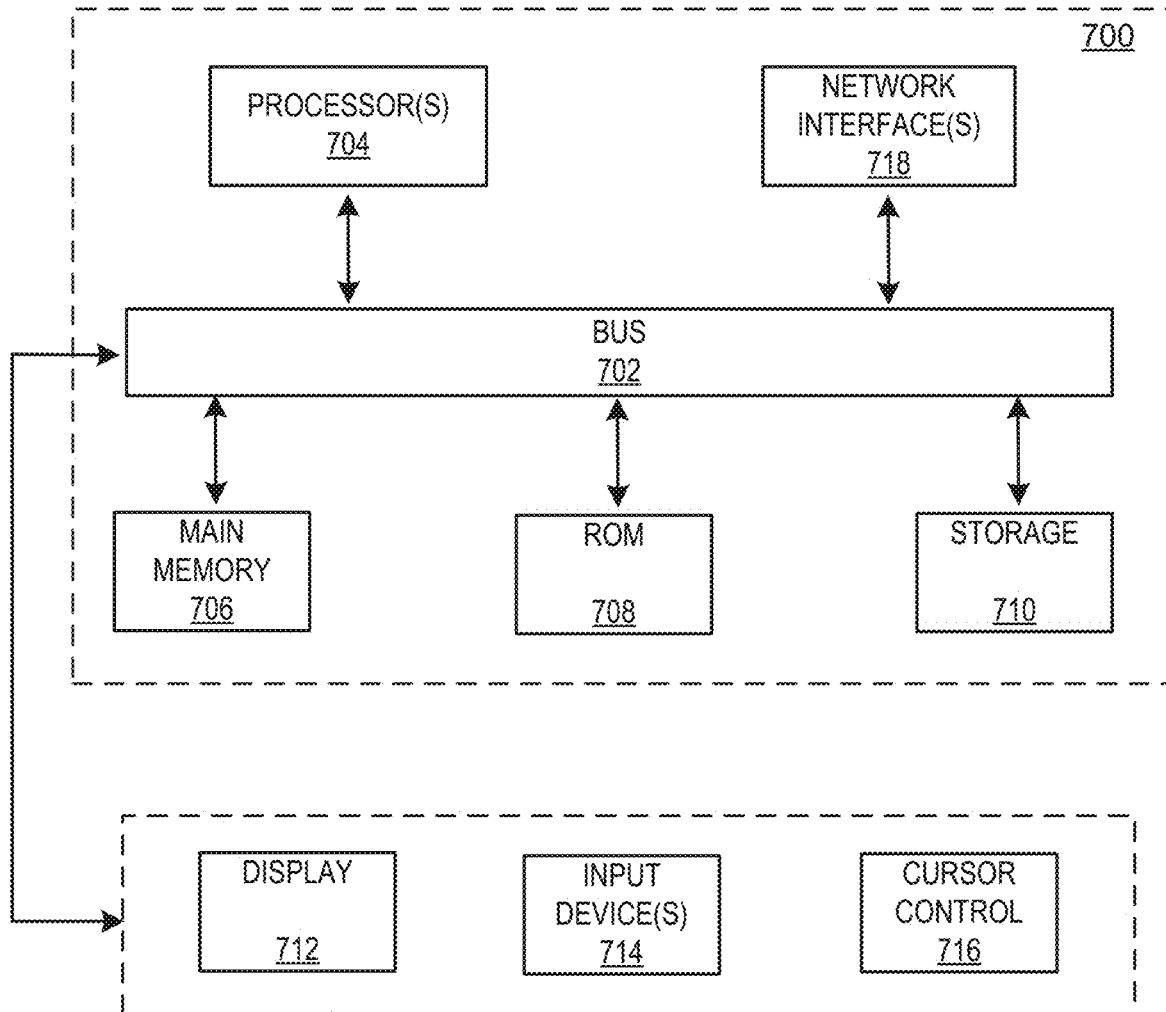 700
PROCESSOR(S)
704
NETWORK
INTERFACE(S)
718
BUS
702
MAIN
MEMORY
706
ROM
708
STORAGE
710
DISPLAY
712
INPUT
DEVICE(S)
714
CURSOR
CONTROL
716